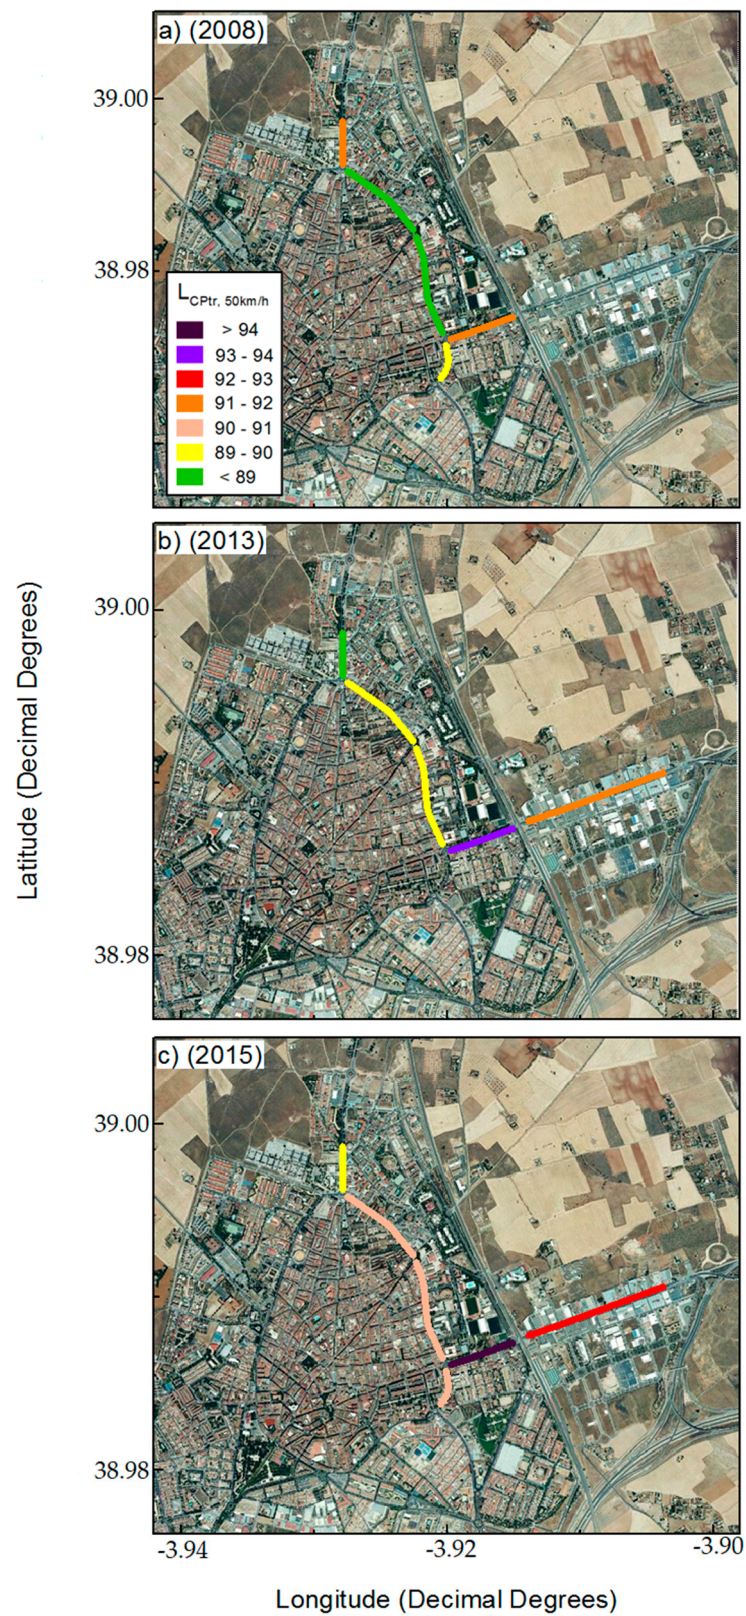 a) (2008)
39.00
38.98
LCPtr, 50km/h
> 94
93 - 94
92 - 93
91 - 92
90 - 91
89 - 90
< 89
b) (2013)
39.00
38.98
Latitude (Decimal Degrees)
c) (2015)
39.00
38.98
-3.94 -3.92 -3.90
Longitude (Decimal Degrees)